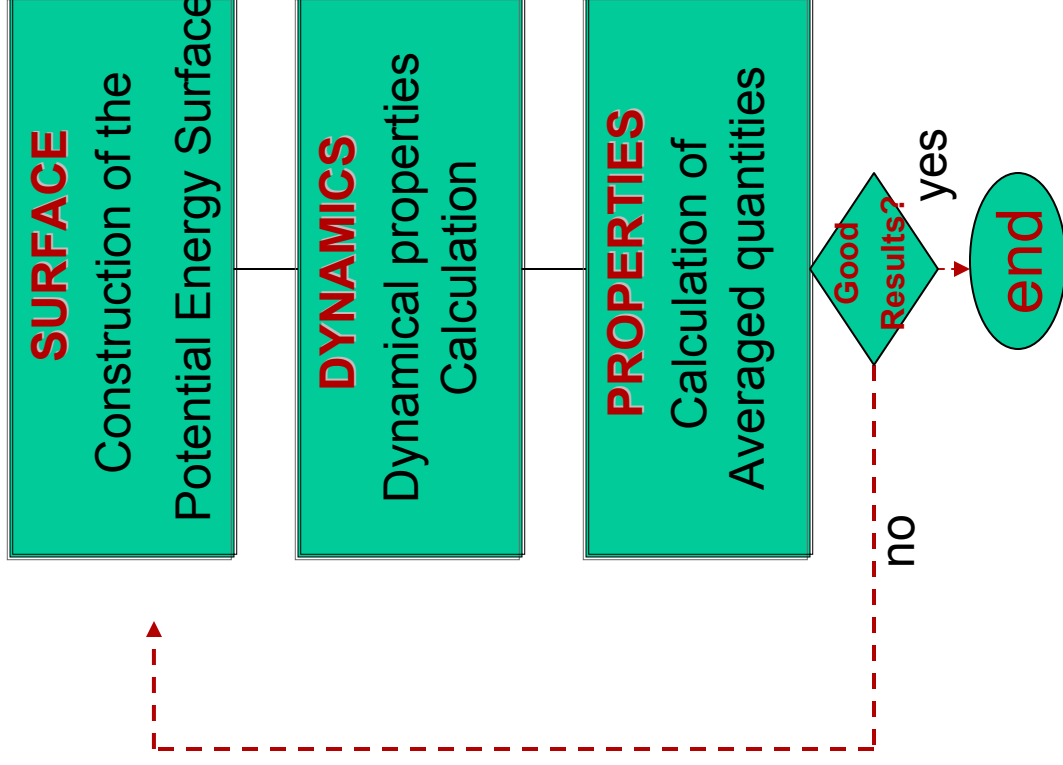 SURFACE
Construction of the
Potential Energy Surface
DYNAMICS
Dynamical properties
Calculation
PROPERTIES
Calculation of
Averaged quantities
Good
Results?
yes
no
end